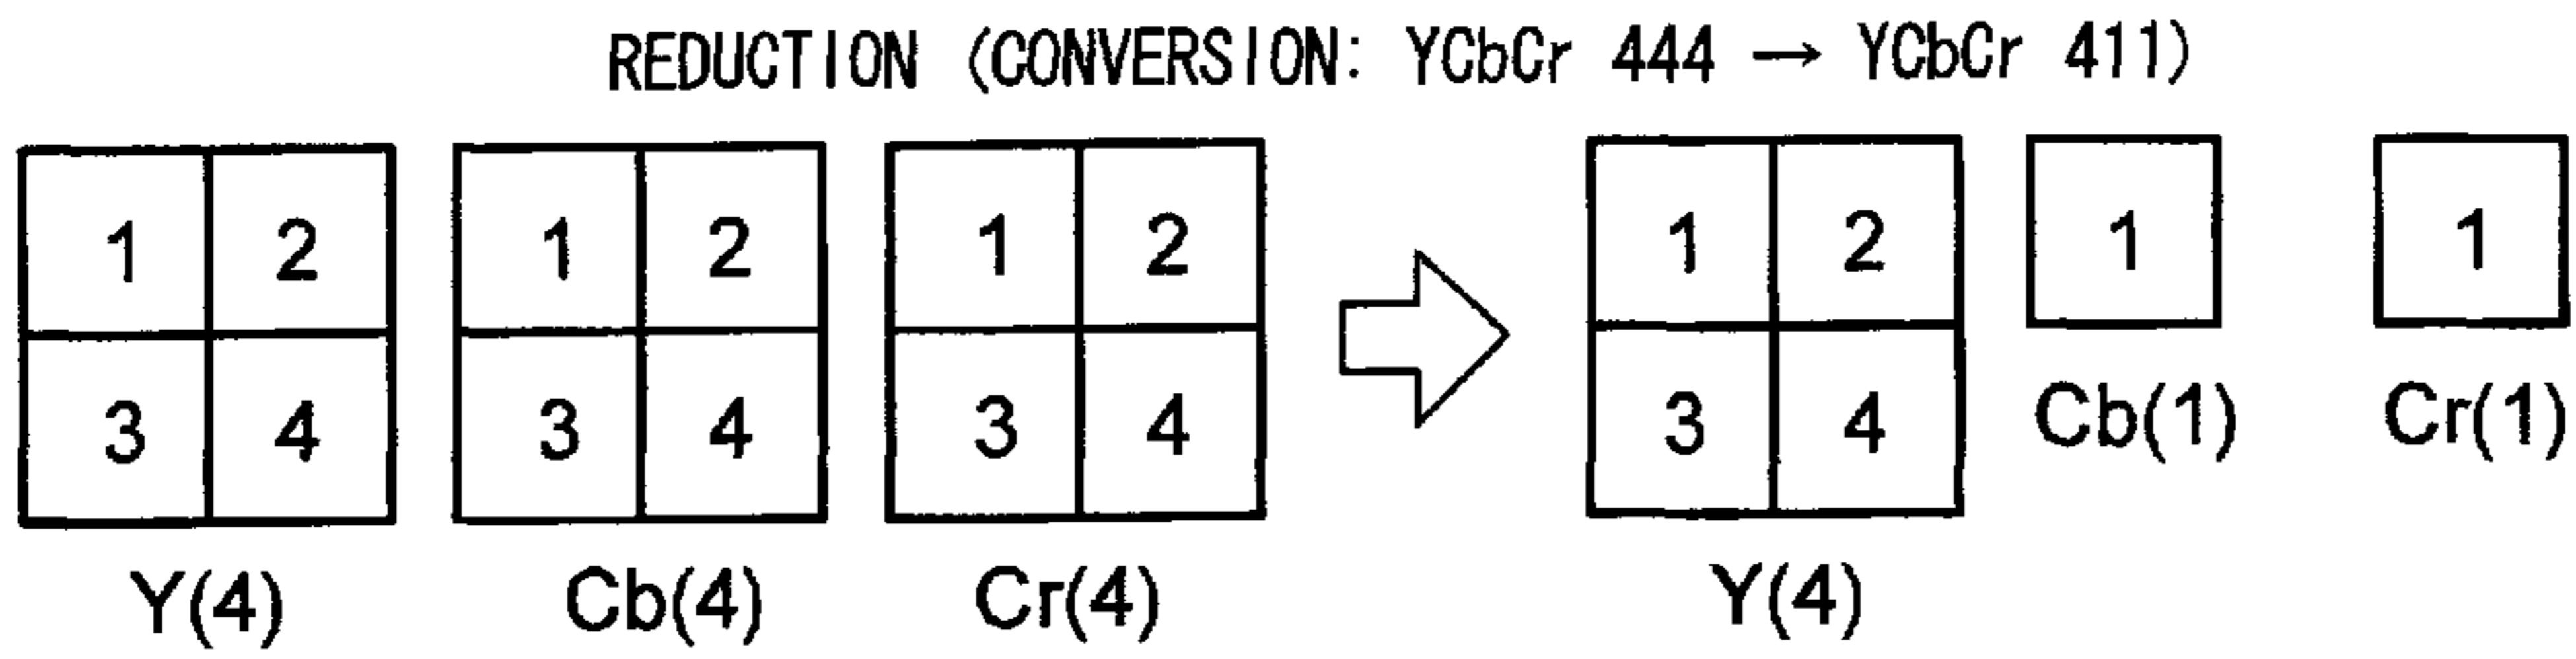 REDUCTION (CONVERSION: YCbCr 444 → YCbCr 411)
1 2 1 2 1 2 1 2 1 1
3 4 3 4 3 4 3 4 Cb(1) Cr(1)
Y(4) Cb(4) Cr(4) Y(4)